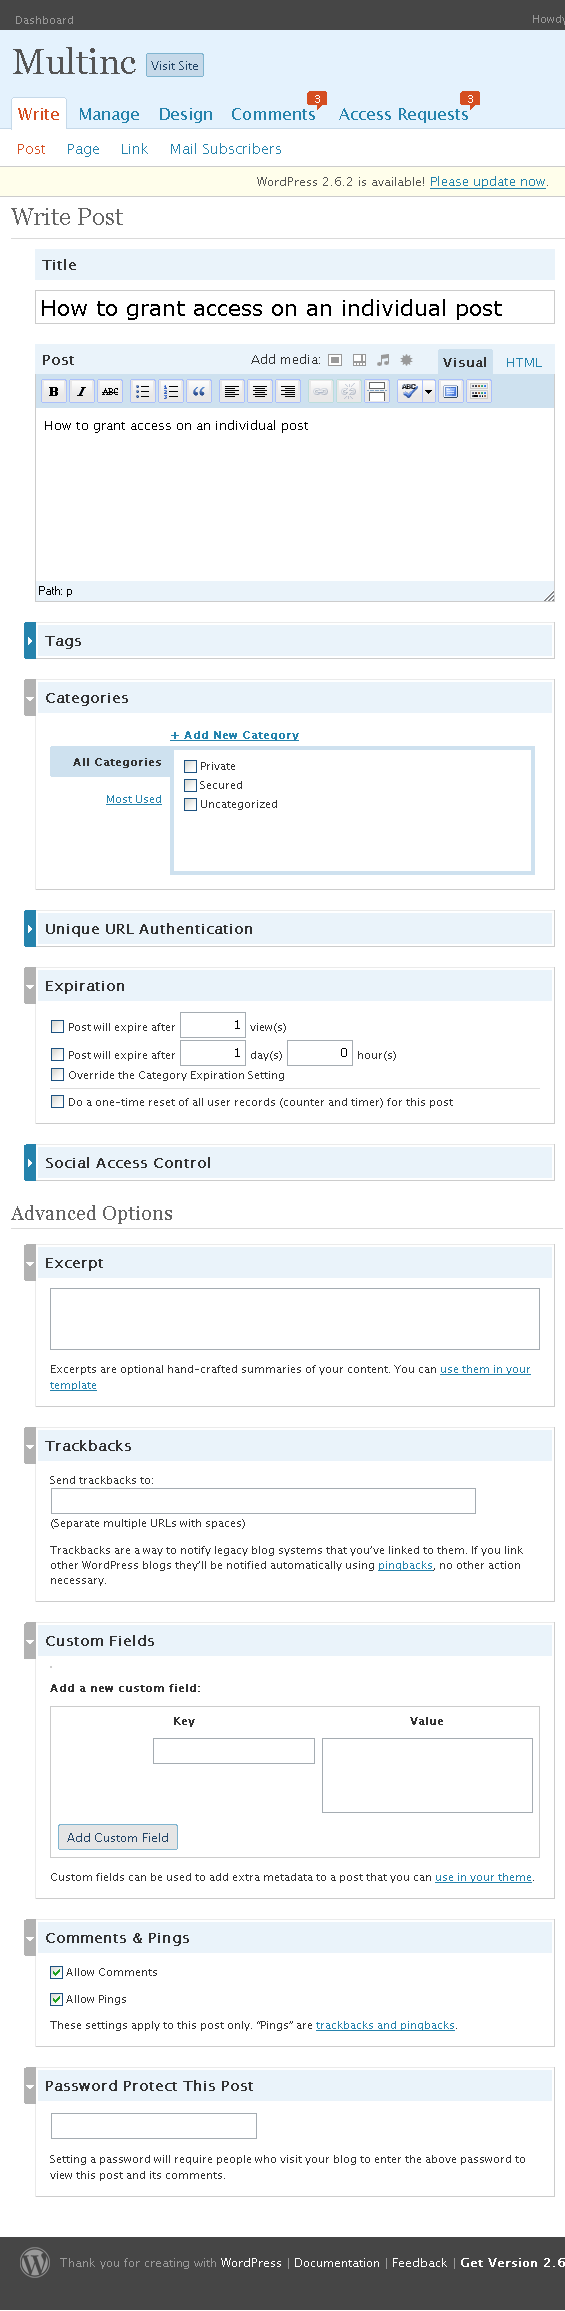 Dashboard
Howdy
Multinc Visit Site
Write Manage Design Comments 3 Access Requests 3
Post Page Link Mail Subscribers
WordPress 2.6.2 is available! Please update now.
Write Post
Title
How to grant access on an individual post
Post Add media: Visual HTML
B I ABC ABC
How to grant access on an individual post
Path: p
Tags
Categories
+ Add New Category
All Categories
Most Used
Private
Secured
Uncategorized
Unique URL Authentication
Expiration
Post will expire after 1 view(s)
Post will expire after 1 day(s) 0 hour(s)
Override the Category Expiration Setting
Do a one-time reset of all user records (counter and timer) for this post
Social Access Control
Advanced Options
Excerpt
Excerpts are optional hand-crafted summaries of your content. You can use them in your
template
Trackbacks
Send trackbacks to:
(Separate multiple URLs with spaces)
Trackbacks are a way to notify legacy blog systems that you've linked to them. If you link
other WordPress blogs they'll be notified automatically using pingbacks, no other action
necessary.
Custom Fields
Add a new custom field:
Key Value
Add Custom Field
Custom fields can be used to add extra metadata to a post that you can use in your theme.
Comments & Pings
Allow Comments
Allow Pings
These settings apply to this post only. "Pings" are trackbacks and pingbacks.
Password Protect This Post
Setting a password will require people who visit your blog to enter the above password to
view this post and its comments.
Thank you for creating with WordPress | Documentation | Feedback | Get Version 2.6